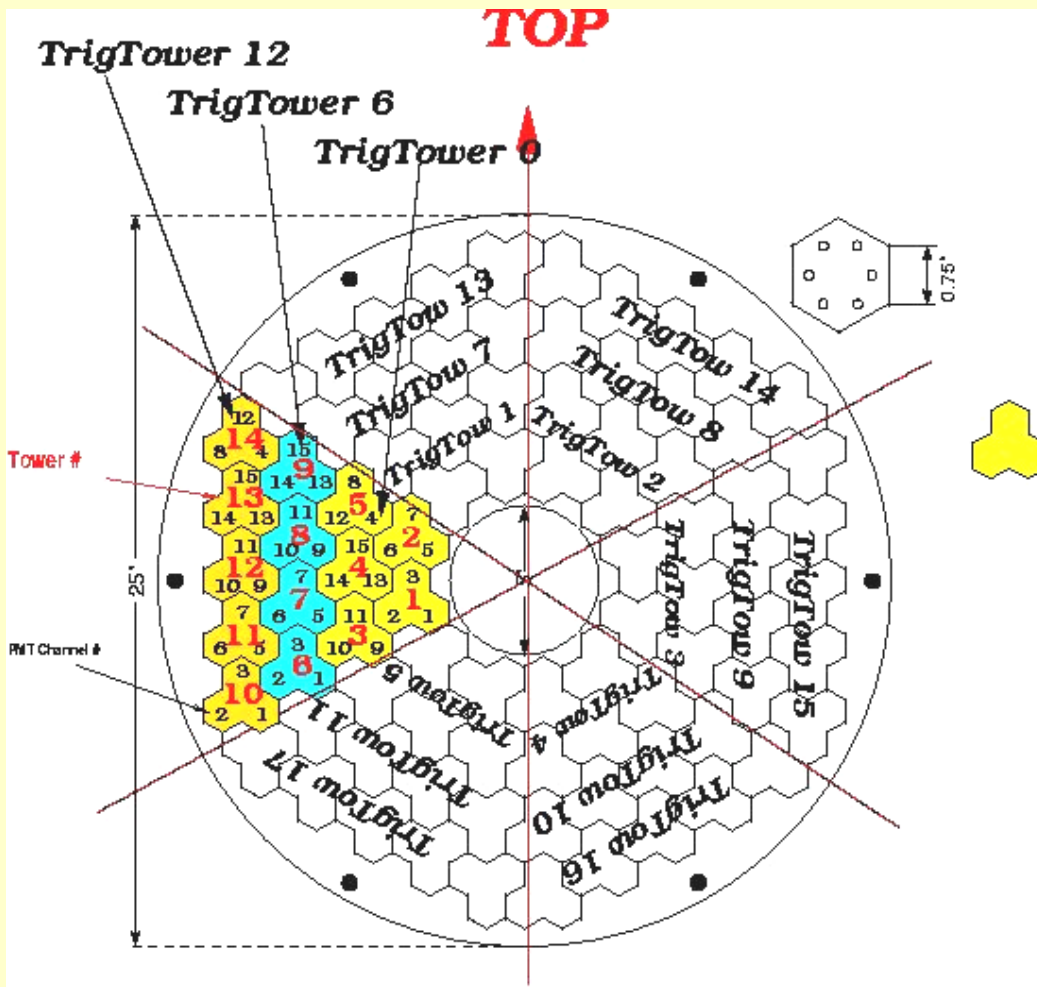 TOP
TrigTower 12
TrigTower 6
TrigTower 0
TrigTow 13
TrigTow 14
TrigTow 7
TrigTow 8
TrigTow 1
TrigTow 2
0.75"
25"
Tower #
PMT Channel #
12
14
8 4
15
13
14 13
11
12
10 9
7
11
6 5
3
10
2 1
15
9
14 13
11
8
10 9
7
7
6 5
3
6
2 1
8
5
12 4
15
4
14 13
11
3
10 9
7
2
6 5
3
1
2 1
TrigTow 3
TrigTow 9
TrigTow 15
TrigTow 5
TrigTow 4
TrigTow 11
TrigTow 10
TrigTow 17
TrigTow 16